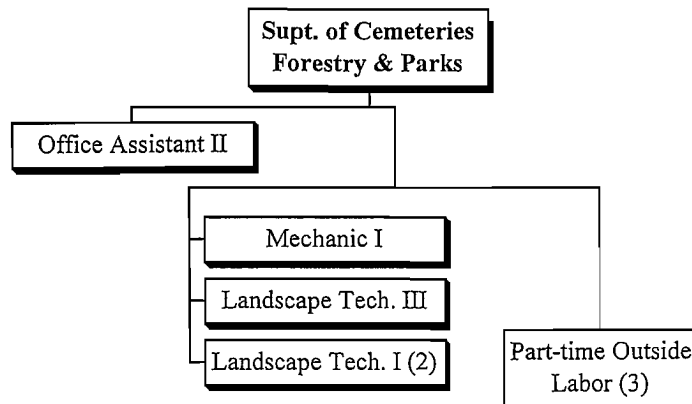 Supt. of Cemeteries
Forestry & Parks
Office Assistant II
Mechanic I
Landscape Tech. III
Landscape Tech. I (2)
Part-time Outside
Labor (3)